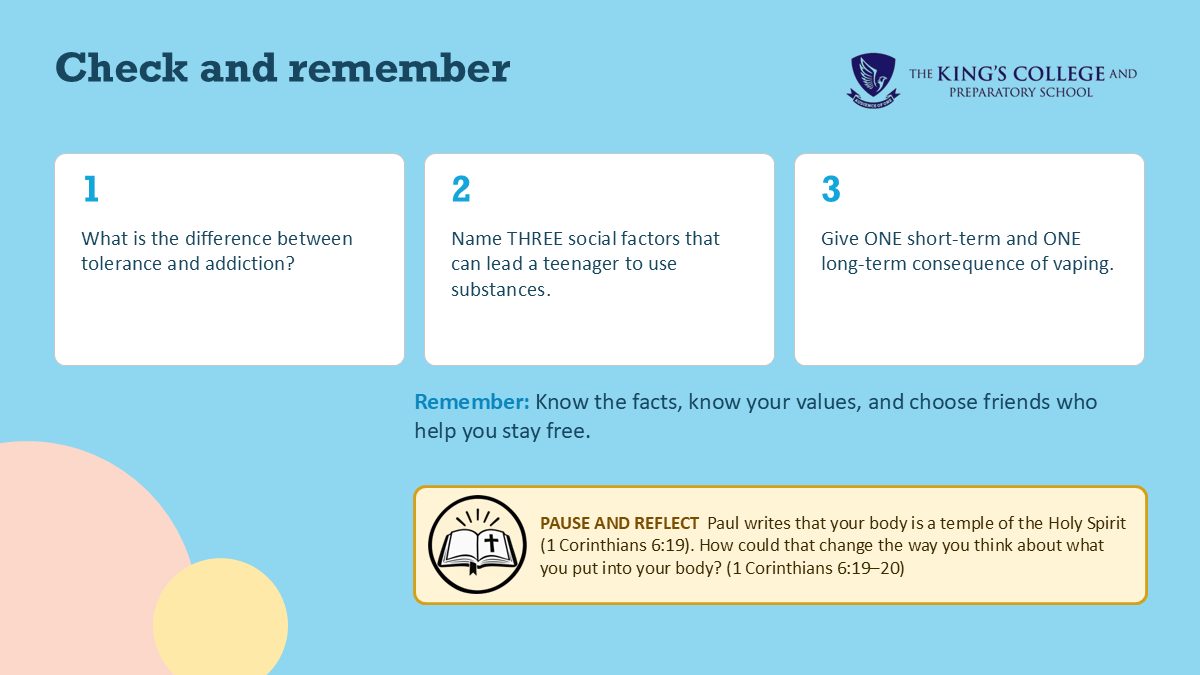 Check and remember
THE KING'S COLLEGE AND
PREPARATORY SCHOOL
AUDIENCE OF ONE
1
What is the difference between
tolerance and addiction?
2
Name THREE social factors that
can lead a teenager to use
substances.
3
Give ONE short-term and ONE
long-term consequence of vaping.
Remember: Know the facts, know your values, and choose friends who
help you stay free.
PAUSE AND REFLECT Paul writes that your body is a temple of the Holy Spirit
(1 Corinthians 6:19). How could that change the way you think about what
you put into your body? (1 Corinthians 6:19–20)